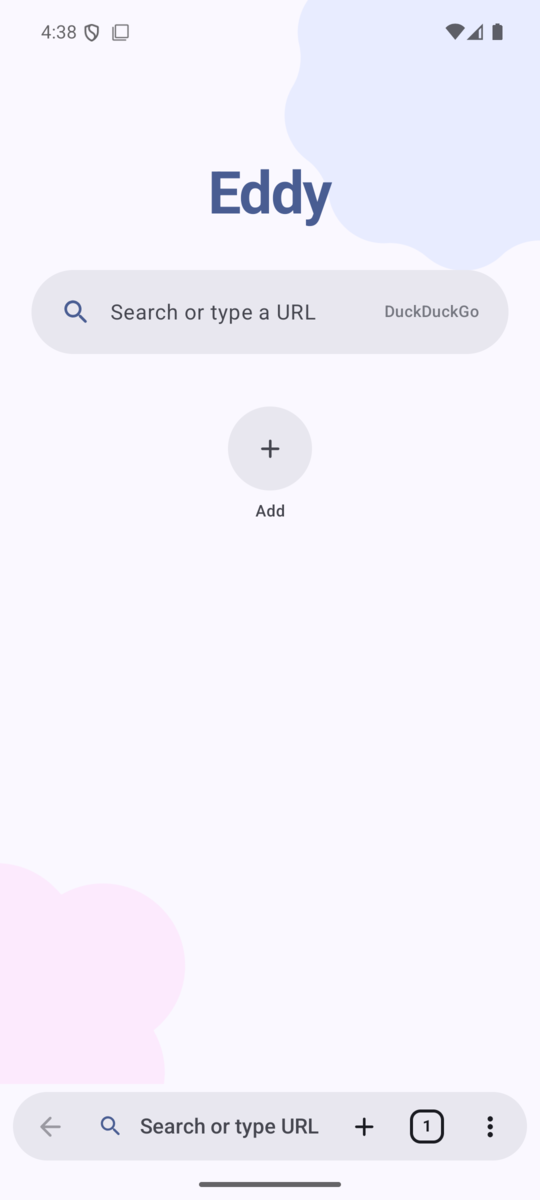 4:38
Eddy
Search or type a URL
DuckDuckGo
Add
Search or type URL
1